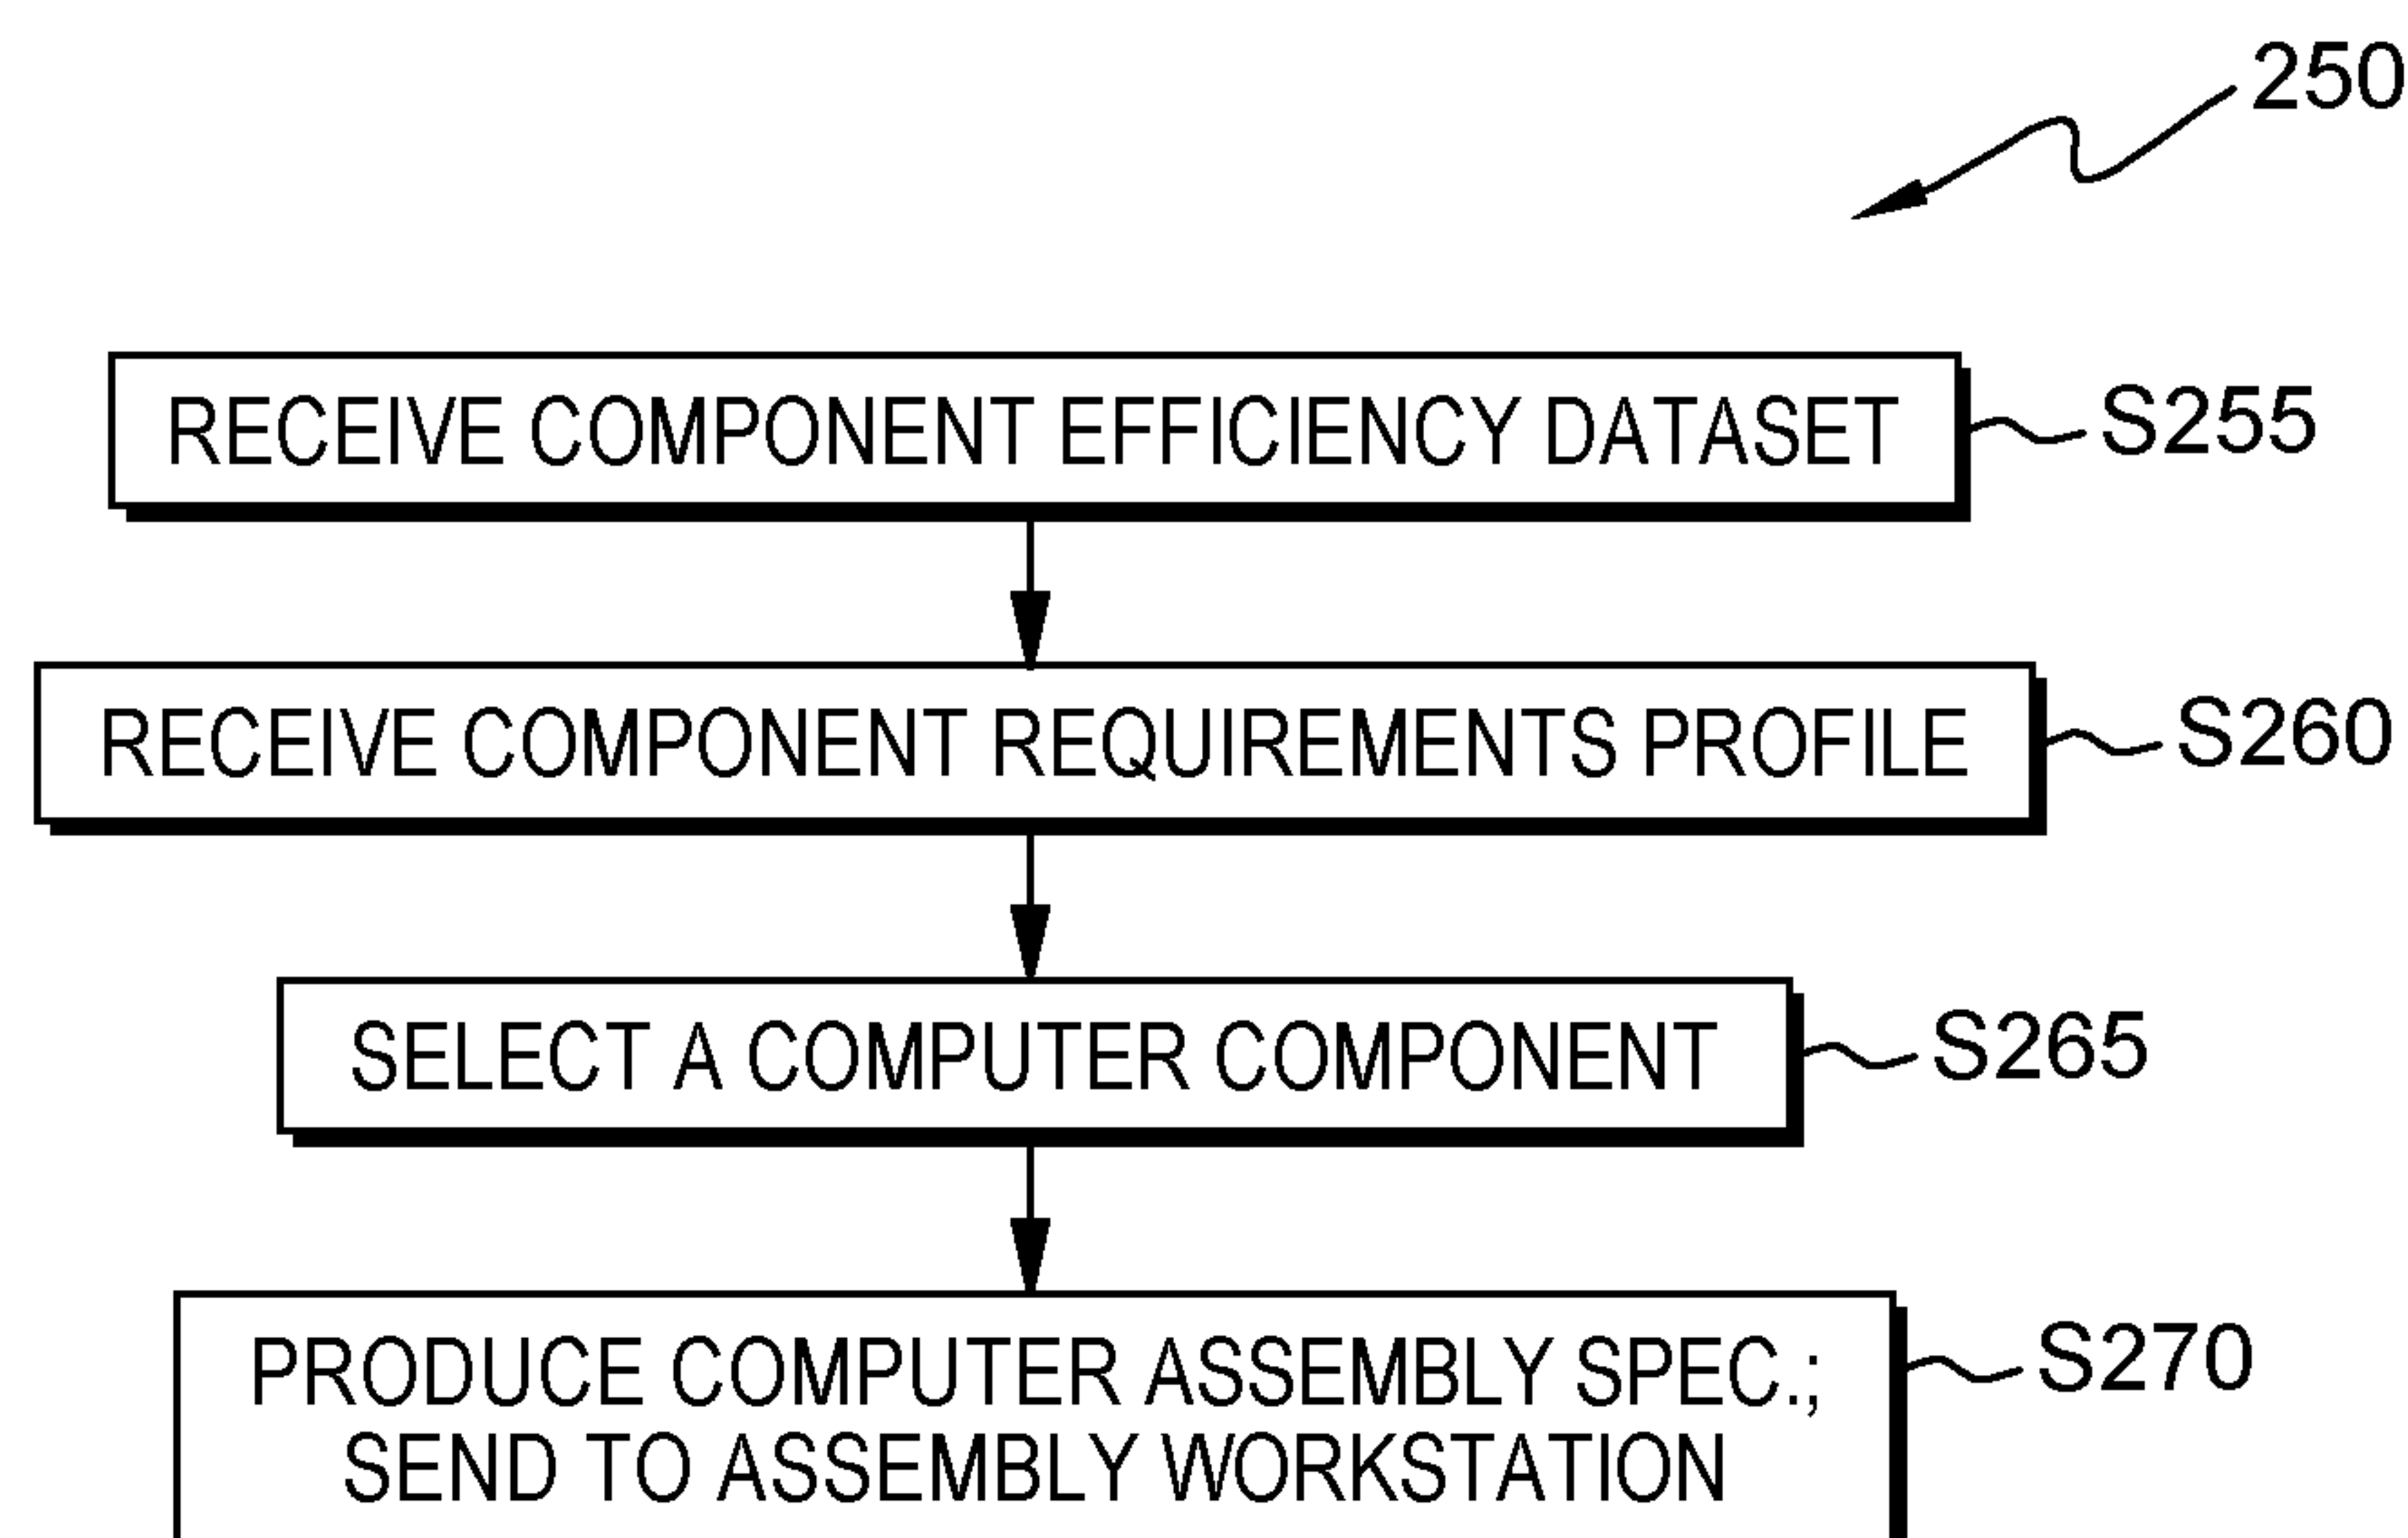 250
RECEIVE COMPONENT EFFICIENCY DATASET
S255
RECEIVE COMPONENT REQUIREMENTS PROFILE
S260
SELECT A COMPUTER COMPONENT
S265
PRODUCE COMPUTER ASSEMBLY SPEC.;
SEND TO ASSEMBLY WORKSTATION
S270